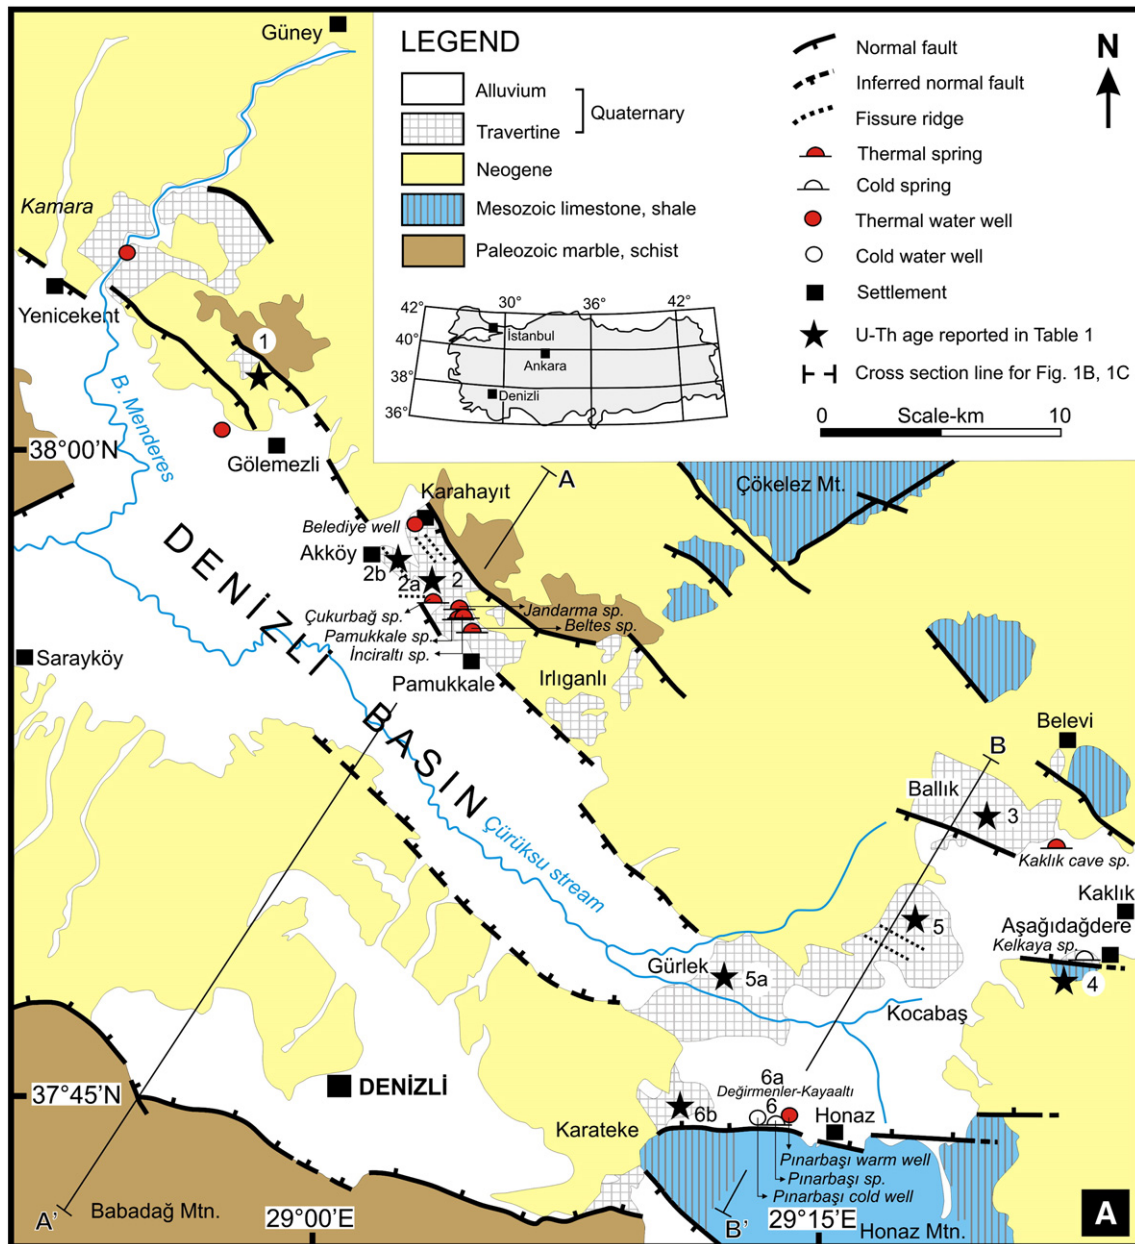 Güney
LEGEND
Alluvium
Travertine
Quaternary
Neogene
Mesozoic limestone, shale
Paleozoic marble, schist
Normal fault
Inferred normal fault
Fissure ridge
Thermal spring
Cold spring
Thermal water well
Cold water well
Settlement
U-Th age reported in Table 1
Cross section line for Fig. 1B, 1C
N
0 Scale-km 10
42° 30° 36° 42°
40°
38°
36°
İstanbul
Ankara
Denizli
Kamara
Yenicekent
1
B. Menderes
38°00'N
Gölemezli
Karahayıt
A
Çökelez Mt.
Belediye well
Akköy
2b
2a
2
Çukurbağ sp.
Jandarma sp.
Pamukkale sp.
Beltes sp.
İnciraltı sp.
Sarayköy
Pamukkale
Irlıganlı
DENİZLİ BASIN
Çürüksu stream
Belevi
B
Ballık
3
Kaklık cave sp.
Kaklık
Aşağıdağdere
Kelkaya sp.
4
5
Gürlek
5a
Kocabaş
37°45'N
DENİZLİ
6a
Değirmenler-Kayaaltı
6
6b
Honaz
Karateke
Pınarbaşı warm well
Pınarbaşı sp.
Pınarbaşı cold well
A'
Babadağ Mtn.
29°00'E
B'
29°15'E
Honaz Mtn.
A